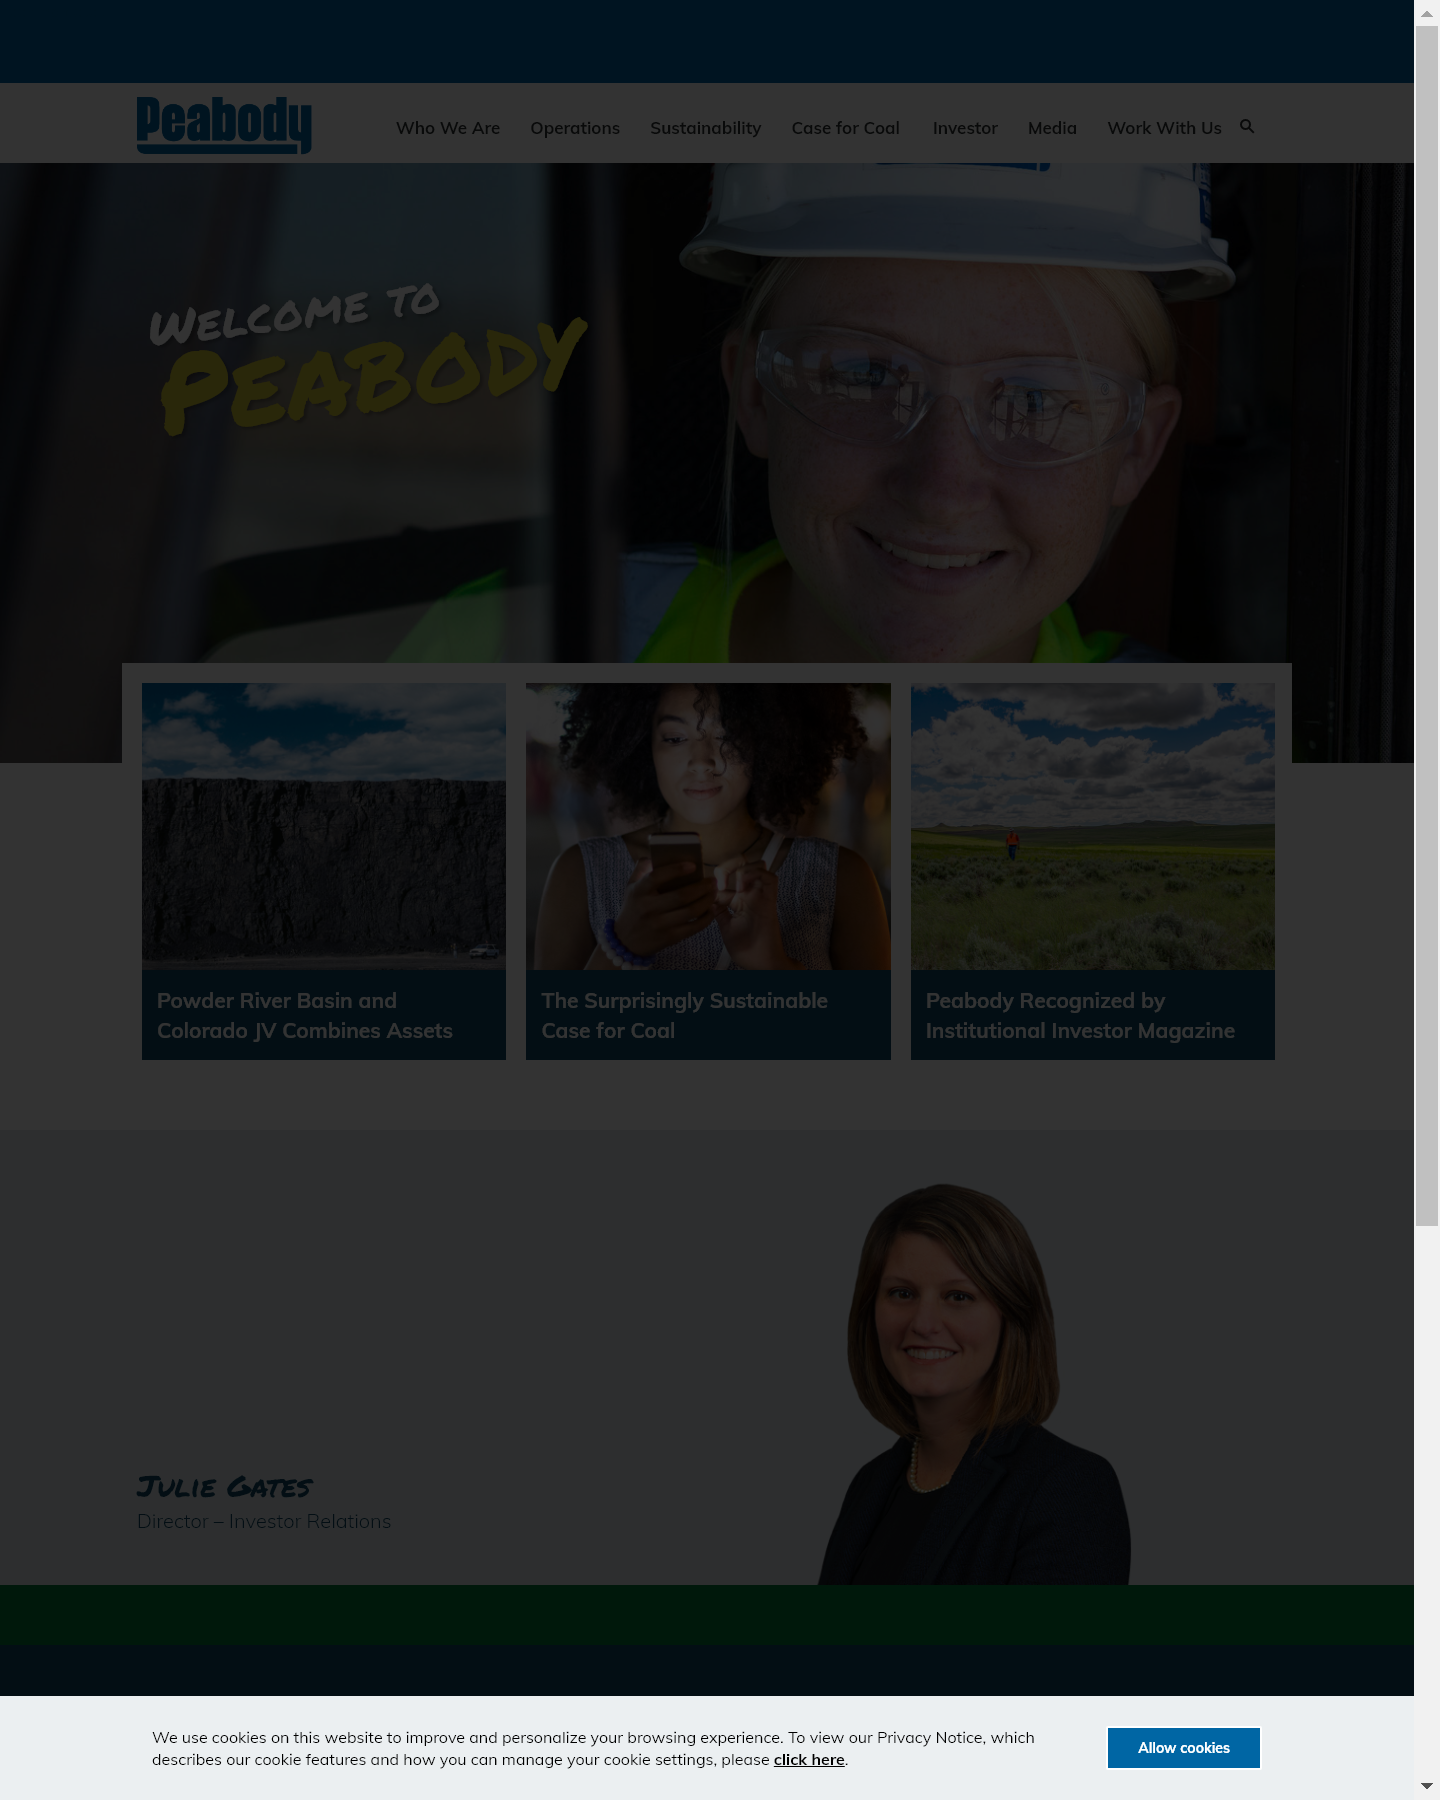 Peabody
Who We Are
Operations
Sustainability
Case for Coal
Investor
Media
Work With Us
WELCOME TO
PEABODY
Powder River Basin and
Colorado JV Combines Assets
The Surprisingly Sustainable
Case for Coal
Peabody Recognized by
Institutional Investor Magazine
JULIE GATES
Director – Investor Relations
We use cookies on this website to improve and personalize your browsing experience. To view our Privacy Notice, which
describes our cookie features and how you can manage your cookie settings, please click here.
Allow cookies